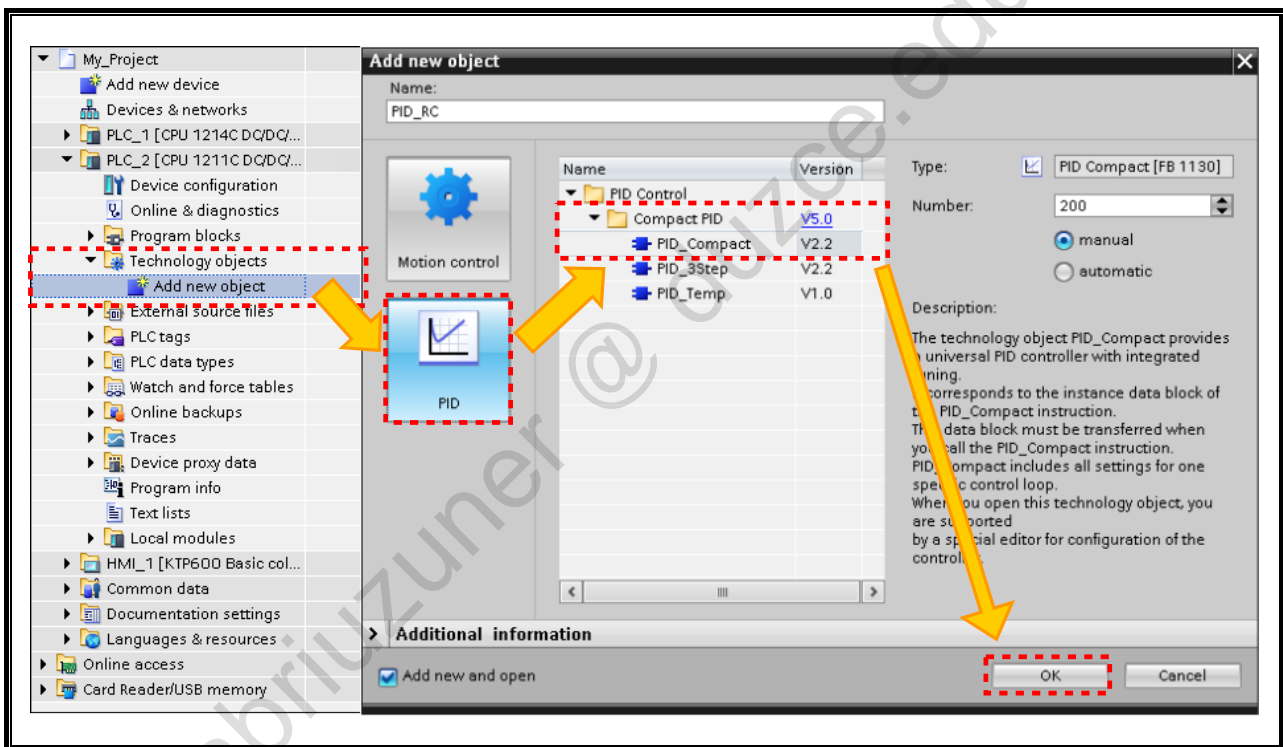 My_Project
Add new device
Devices & networks
PLC_1 [CPU 1214C DC/DC/...
PLC_2 [CPU 1211C DC/DC/...
Device configuration
Online & diagnostics
Program blocks
Technology objects
Add new object
External source files
PLC tags
PLC data types
Watch and force tables
Online backups
Traces
Device proxy data
Program info
Text lists
Local modules
HMI_1 [KTP600 Basic col...
Common data
Documentation settings
Languages & resources
Online access
Card Reader/USB memory
Add new object
Name:
PID_RC
Motion control
PID
Name Version
PID Control
Compact PID V5.0
PID_Compact V2.2
PID_3Step V2.2
PID_Temp V1.0
Type: PID Compact [FB 1130]
Number: 200
manual
automatic
Description:
The technology object PID_Compact provides
universal PID controller with integrated
corresponds to the instance data block of
PID_Compact instruction.
data block must be transferred when
call the PID_Compact instruction.
includes all settings for one
control loop.
When you open this technology object, you
are supported
by a special editor for configuration of the
Additional information
Add new and open
OK Cancel
@ duzce.edu